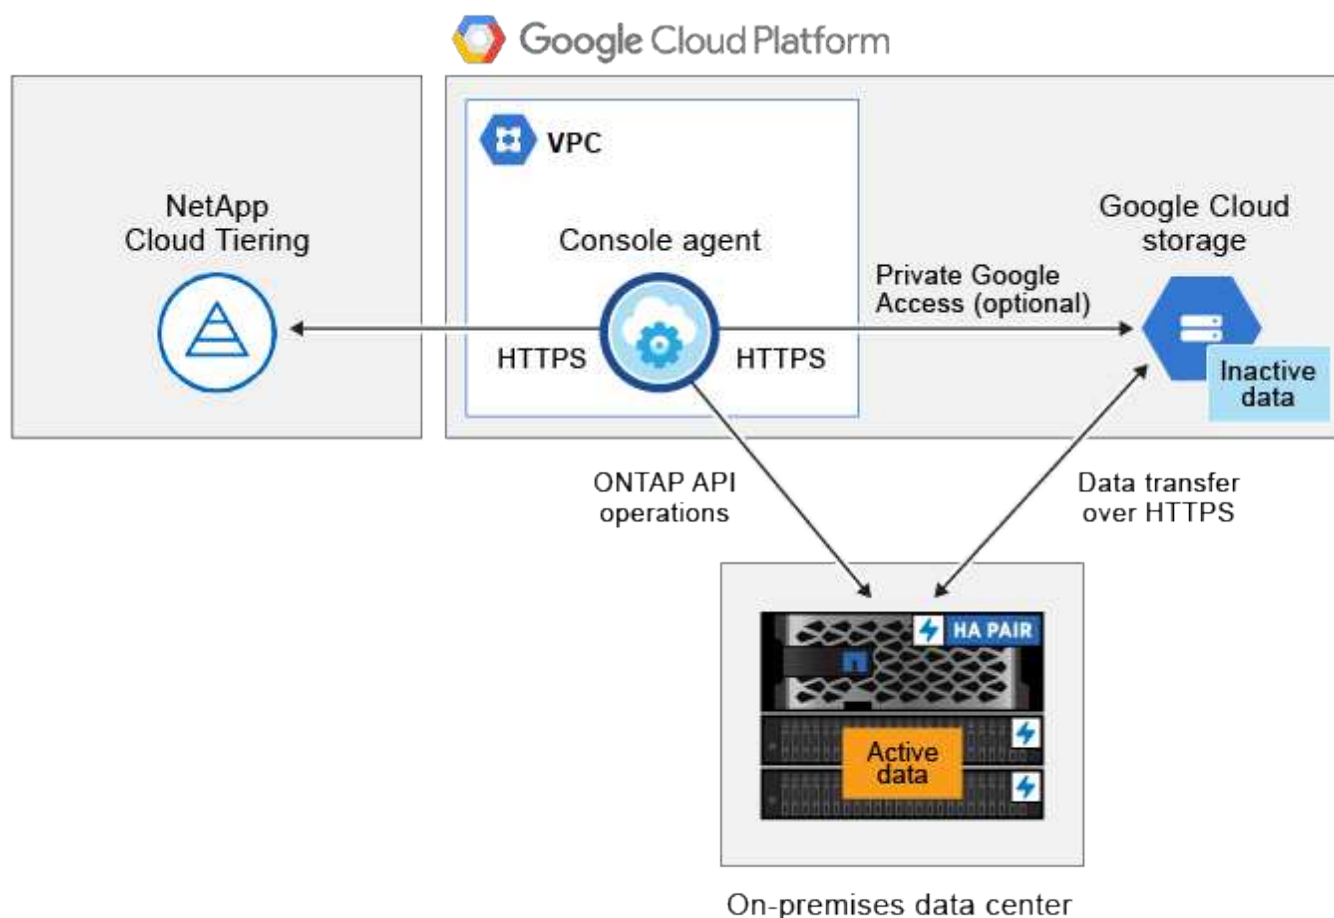 Google Cloud Platform
VPC
NetApp
Cloud Tiering
Console agent
Google Cloud
storage
Private Google
Access (optional)
HTTPS
HTTPS
Inactive
data
ONTAP API
operations
Data transfer
over HTTPS
HA PAIR
Active
data
On-premises data center